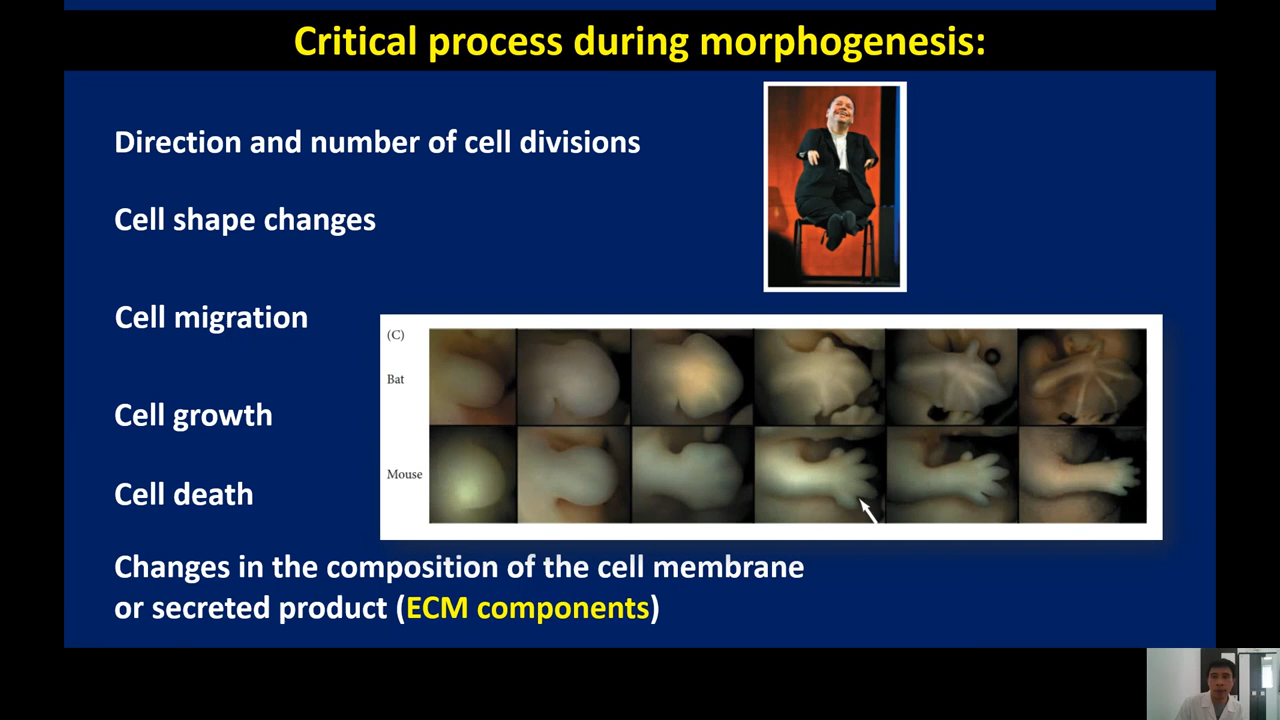 Critical process during morphogenesis:
Direction and number of cell divisions
Cell shape changes
Cell migration
(C)
Bat
Cell growth
Mouse
Cell death
Changes in the composition of the cell membrane
or secreted product (ECM components)